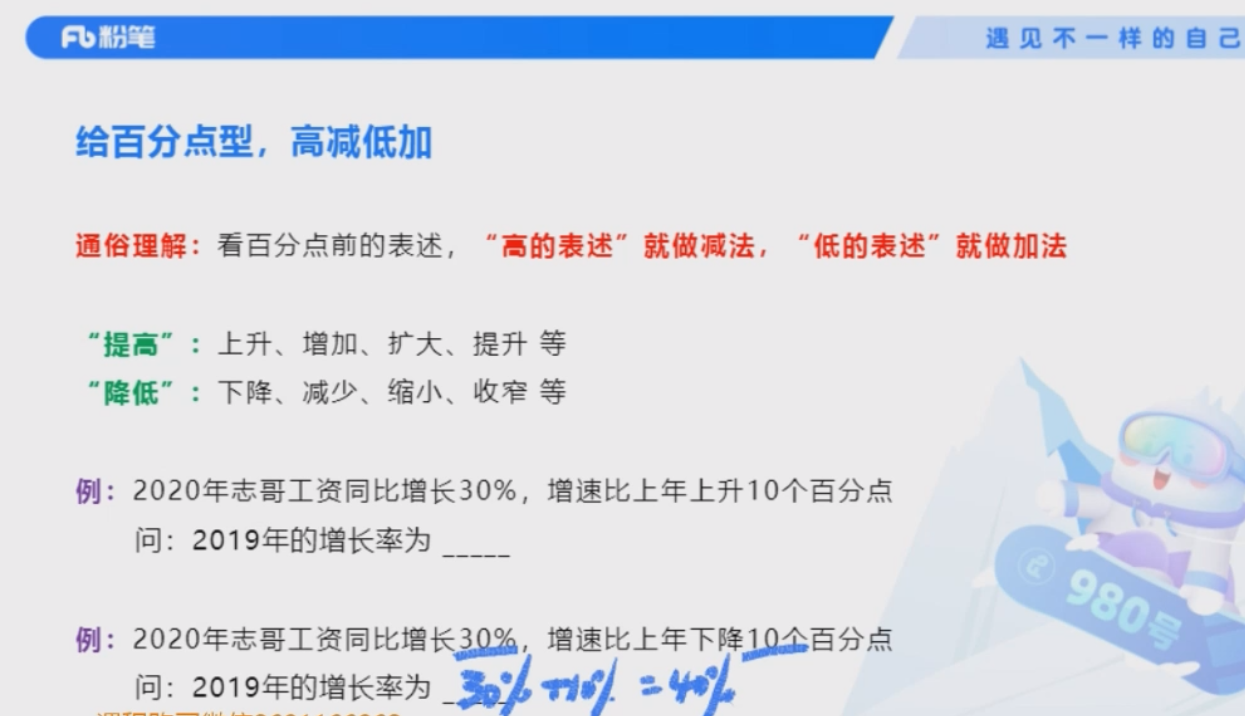 粉笔
遇见不一样的自己
给百分点型，高减低加
通俗理解：看百分点前的表述，“高的表述”就做减法，“低的表述”就做加法
“提高”：上升、增加、扩大、提升 等
“降低”：下降、减少、缩小、收窄 等
例：2020年志哥工资同比增长30%，增速比上年上升10个百分点
问：2019年的增长率为 _____
980号
例：2020年志哥工资同比增长30%，增速比上年下降10个百分点
问：2019年的增长率为 _____
30%+10%=40%